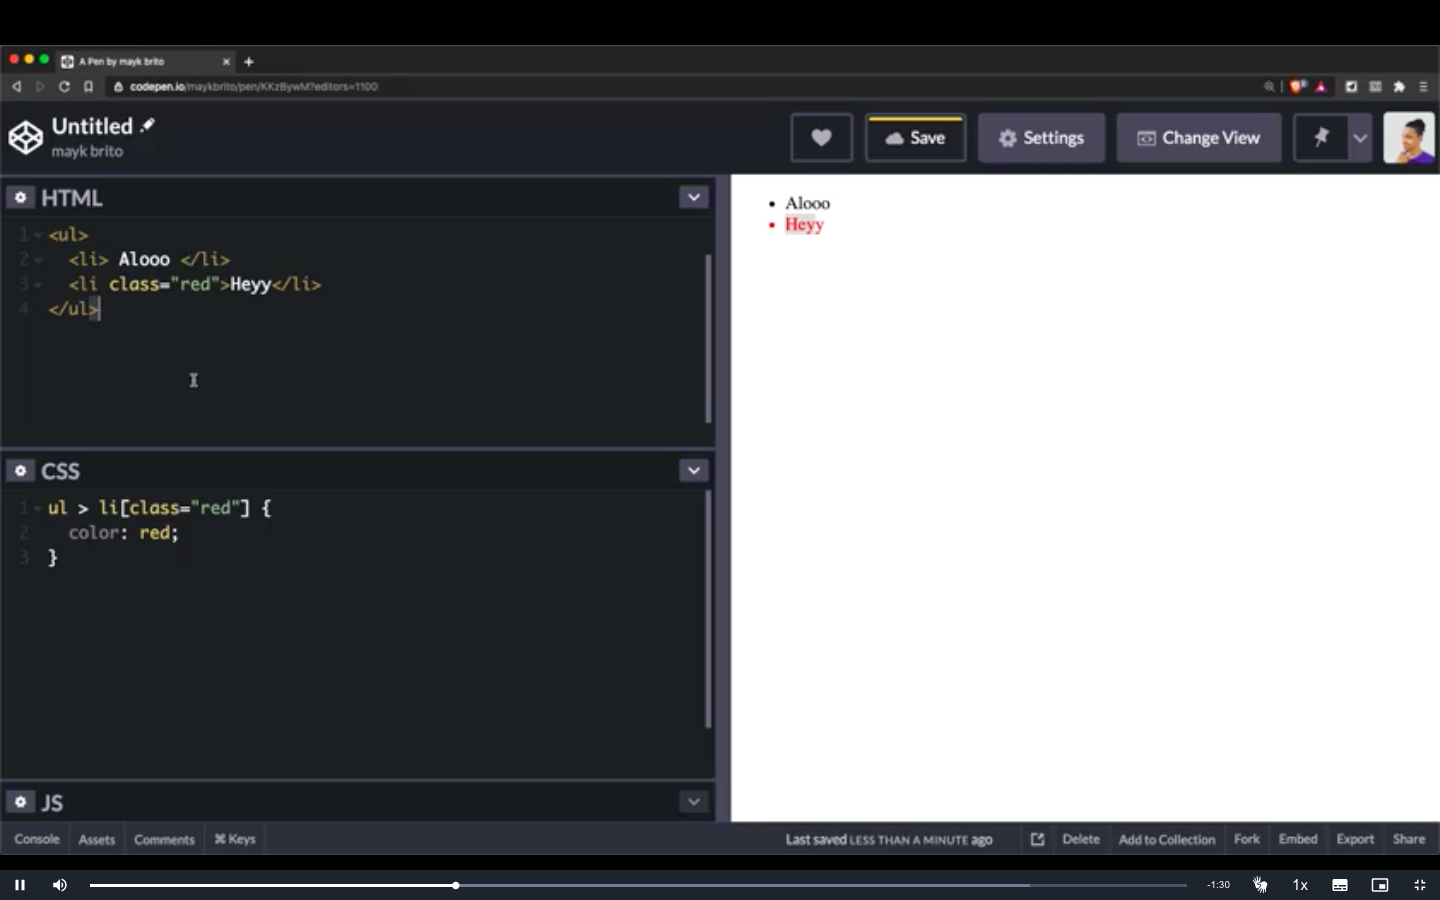 A Pen by mayk brito
codepen.io/maykbrito/pen/KKzBywM?editors=1100
Untitled
mayk brito
Save
Settings
Change View
HTML
1 <ul>
2 <li> Alooo </li>
3 <li class="red">Heyy</li>
4 </ul>
CSS
1 ul > li[class="red"] {
2 color: red;
3 }
JS
• Alooo
• Heyy
Console Assets Comments ⌘ Keys Last saved LESS THAN A MINUTE ago Delete Add to Collection Fork Embed Export Share
-1:30 1x